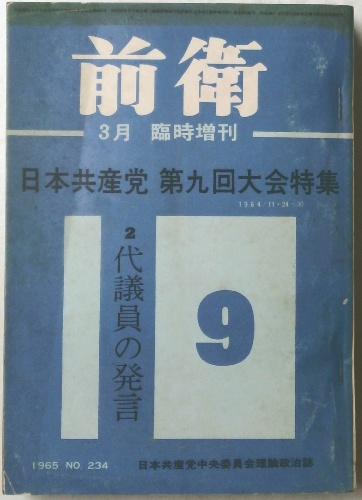 前衛
3月 臨時増刊
日本共産党 第九回大会特集
1964/11・24-30
2
代議員の発言
9
1965 NO. 234
日本共産党中央委員会理論政治誌